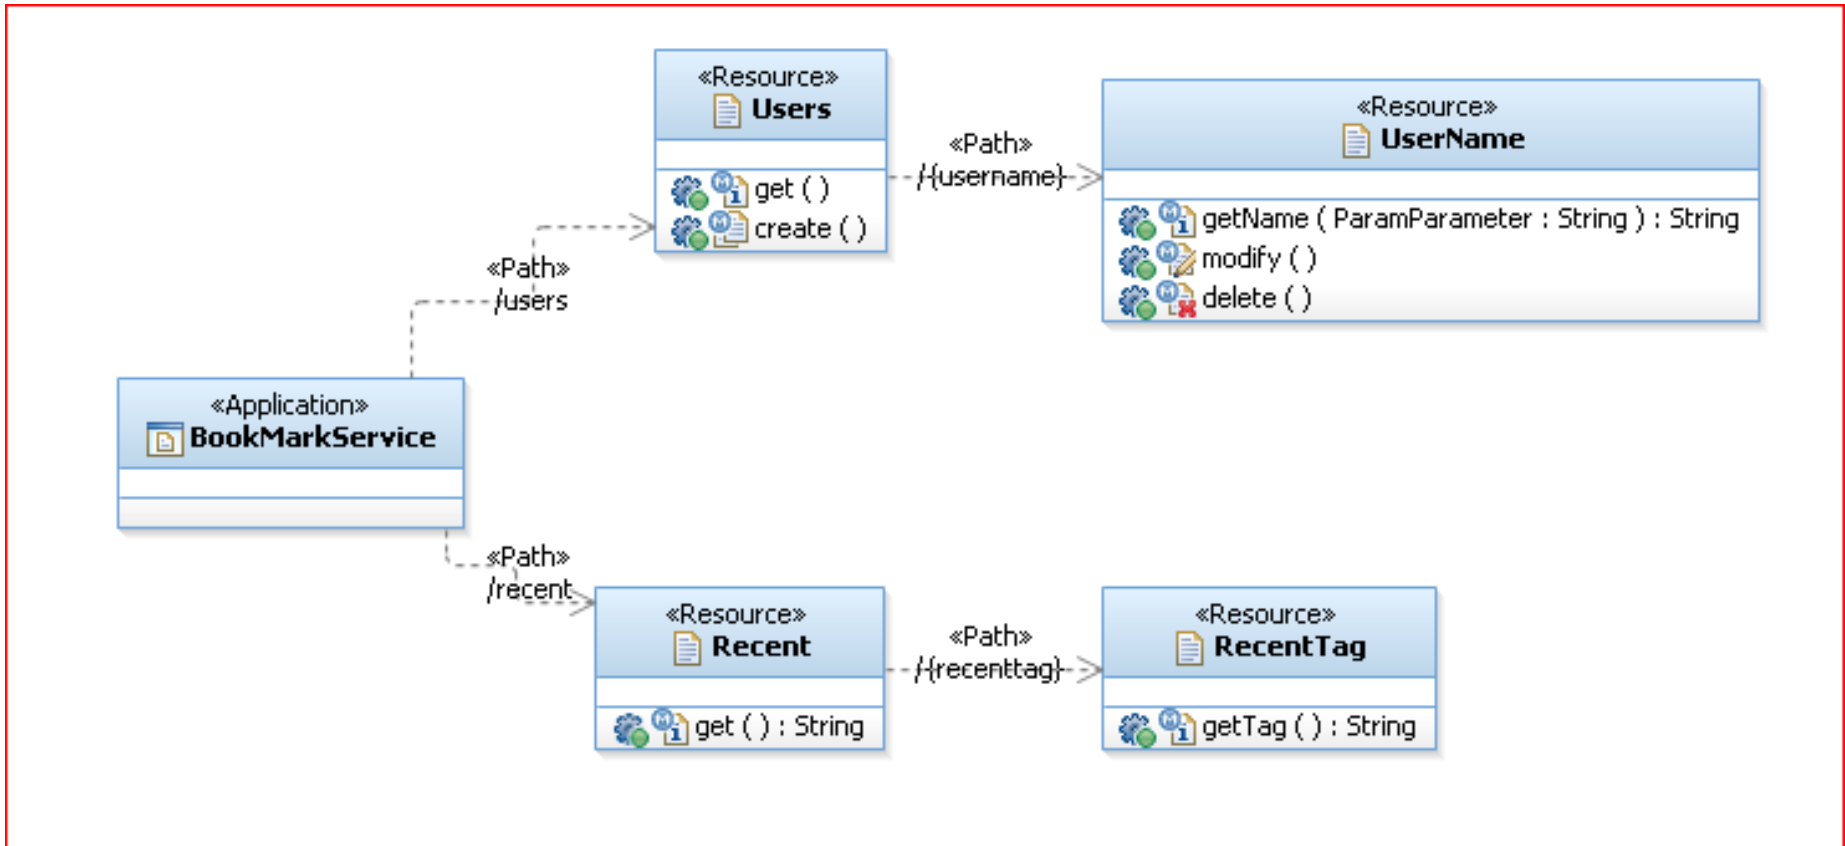 «Resource»
Users
get ( )
create ( )
«Path»
/{username}
«Resource»
UserName
getName ( ParamParameter : String ) : String
modify ( )
delete ( )
«Path»
/users
«Application»
BookMarkService
«Path»
/recent
«Resource»
Recent
get ( ) : String
«Path»
/{recenttag}
«Resource»
RecentTag
getTag ( ) : String